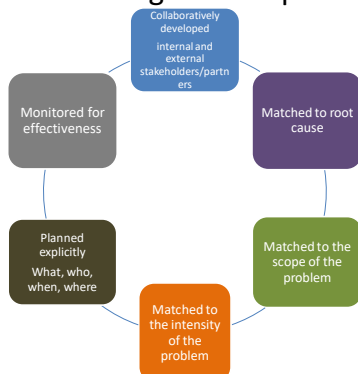 Collaboratively
developed
internal and
external
stakeholders/partn
ers
Matched to root
cause
Matched to the
scope of the
problem
Matched to
the intensity
of the
problem
Planned
explicitly
What, who,
when, where
Monitored for
effectiveness